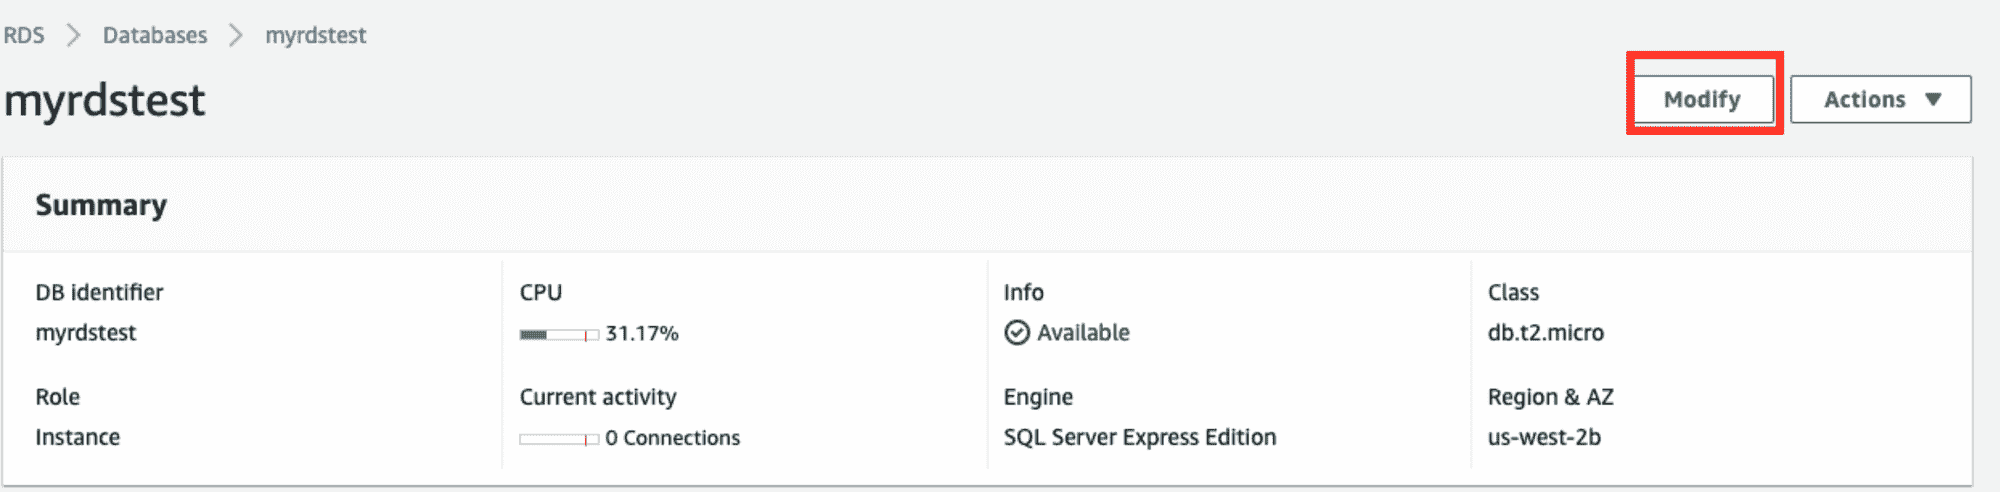 RDS > Databases > myrdstest
myrdstest
Modify
Actions ▼
Summary
DB identifier
myrdstest
CPU
31.17%
Info
Available
Class
db.t2.micro
Role
Instance
Current activity
0 Connections
Engine
SQL Server Express Edition
Region & AZ
us-west-2b